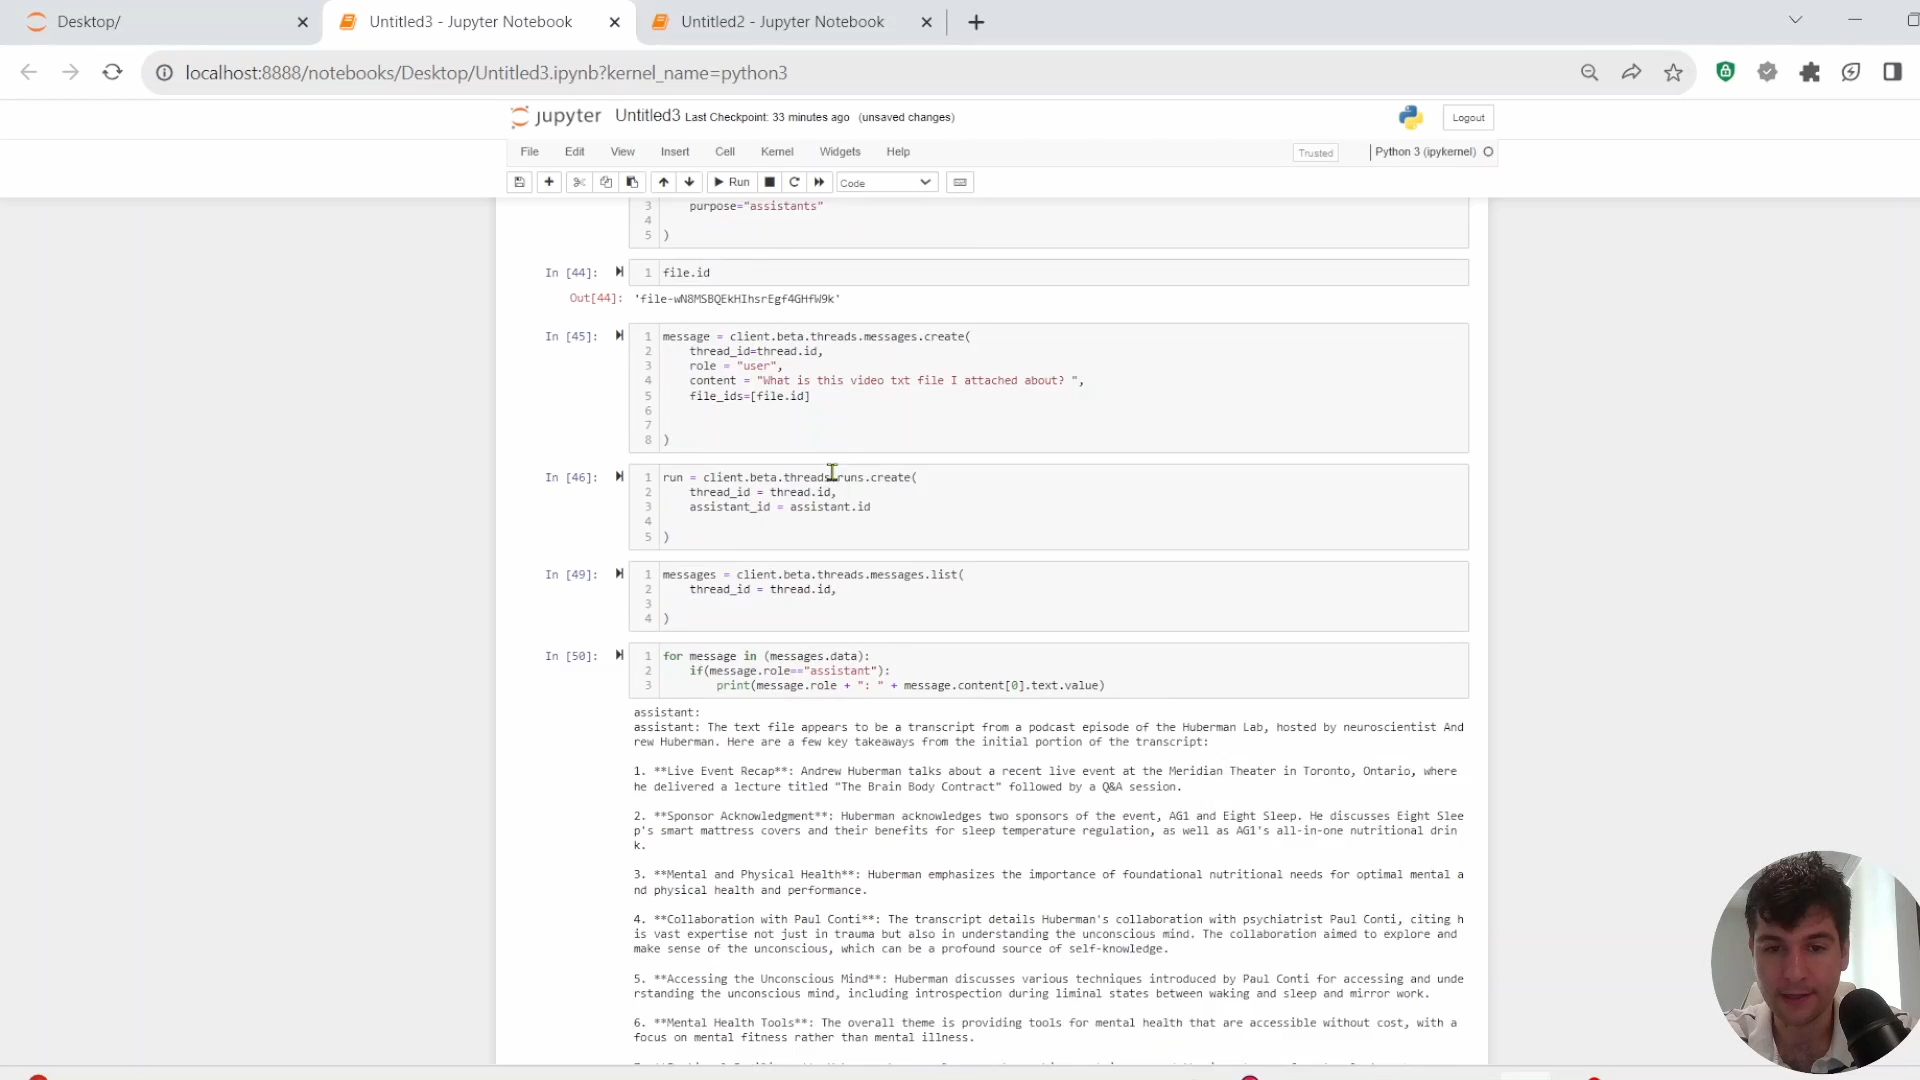 Desktop/
Untitled3 - Jupyter Notebook
Untitled2 - Jupyter Notebook
localhost:8888/notebooks/Desktop/Untitled3.ipynb?kernel_name=python3
jupyter Untitled3 Last Checkpoint: 33 minutes ago (unsaved changes)
Logout
File Edit View Insert Cell Kernel Widgets Help
Trusted
Python 3 (ipykernel)
Run
Code
3 purpose="assistants"
4
5 )
In [44]: 1 file.id
Out[44]: 'file-wN8MSBQEkHIhsrEgf4GHfW9k'
In [45]: 1 message = client.beta.threads.messages.create(
2 thread_id=thread.id,
3 role = "user",
4 content = "What is this video txt file I attached about? ",
5 file_ids=[file.id]
6
7
8 )
In [46]: 1 run = client.beta.threads.runs.create(
2 thread_id = thread.id,
3 assistant_id = assistant.id
4
5 )
In [49]: 1 messages = client.beta.threads.messages.list(
2 thread_id = thread.id,
3
4 )
In [50]: 1 for message in (messages.data):
2 if(message.role=="assistant"):
3 print(message.role + ": " + message.content[0].text.value)
assistant:
assistant: The text file appears to be a transcript from a podcast episode of the Huberman Lab, hosted by neuroscientist And
rew Huberman. Here are a few key takeaways from the initial portion of the transcript:
1. **Live Event Recap**: Andrew Huberman talks about a recent live event at the Meridian Theater in Toronto, Ontario, where
he delivered a lecture titled "The Brain Body Contract" followed by a Q&A session.
2. **Sponsor Acknowledgment**: Huberman acknowledges two sponsors of the event, AG1 and Eight Sleep. He discusses Eight Slee
p's smart mattress covers and their benefits for sleep temperature regulation, as well as AG1's all-in-one nutritional drin
k.
3. **Mental and Physical Health**: Huberman emphasizes the importance of foundational nutritional needs for optimal mental a
nd physical health and performance.
4. **Collaboration with Paul Conti**: The transcript details Huberman's collaboration with psychiatrist Paul Conti, citing h
is vast expertise not just in trauma but also in understanding the unconscious mind. The collaboration aimed to explore and
make sense of the unconscious, which can be a profound source of self-knowledge.
5. **Accessing the Unconscious Mind**: Huberman discusses various techniques introduced by Paul Conti for accessing and unde
rstanding the unconscious mind, including introspection during liminal states between waking and sleep and mirror work.
6. **Mental Health Tools**: The overall theme is providing tools for mental health that are accessible without cost, with a
focus on mental fitness rather than mental illness.